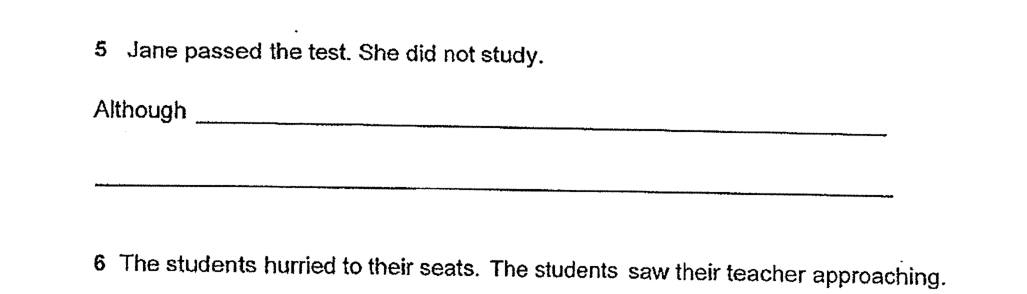 5 Jane passed the test. She did not study.
Although
6 The students hurried to their seats. The students saw their teacher approaching.